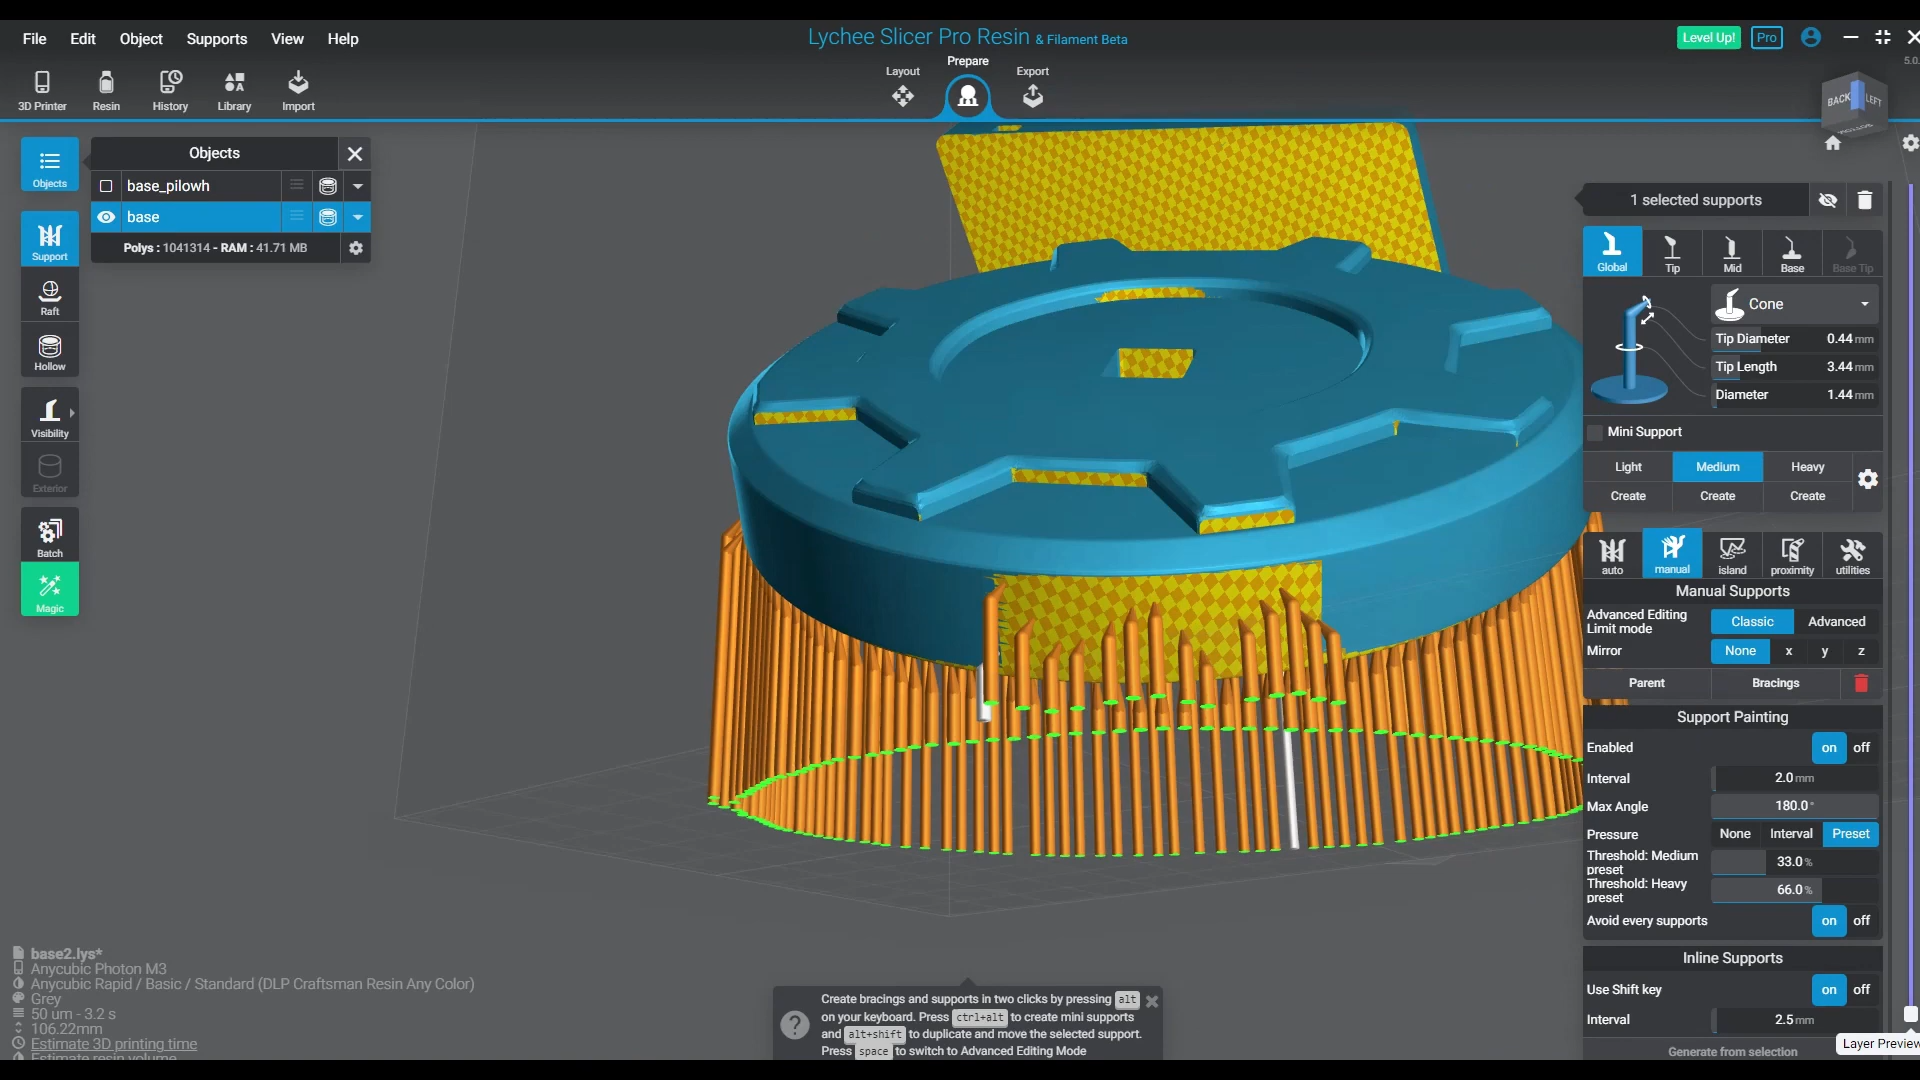 File Edit Object Supports View Help
Lychee Slicer Pro Resin & Filament Beta
Level Up! Pro
5.0.
3D Printer Resin History Library Import
Layout Prepare Export
BACK LEFT
BOTTOM
Objects
Objects
base_pilowh
base
Polys : 1041314 - RAM : 41.71 MB
Support
Raft
Hollow
Visibility
Exterior
Batch
Magic
1 selected supports
Global Tip Mid Base Base Tip
Cone
Tip Diameter 0.44 mm
Tip Length 3.44 mm
Diameter 1.44 mm
Mini Support
Light Medium Heavy
Create Create Create
auto manual island proximity utilities
Manual Supports
Advanced Editing
Limit mode
Classic Advanced
Mirror None x y z
Parent Bracings
Support Painting
Enabled on off
Interval 2.0 mm
Max Angle 180.0 °
Pressure None Interval Preset
Threshold: Medium
preset
33.0 %
Threshold: Heavy
preset
66.0 %
Avoid every supports on off
Inline Supports
Use Shift key on off
Interval 2.5 mm
Generate from selection
Layer Preview
base2.lys*
Anycubic Photon M3
Anycubic Rapid / Basic / Standard (DLP Craftsman Resin Any Color)
Grey
50 um - 3.2 s
106.22mm
Estimate 3D printing time
Estimate resin volume
Create bracings and supports in two clicks by pressing alt
on your keyboard. Press ctrl+alt to create mini supports
and alt+shift to duplicate and move the selected support.
Press space to switch to Advanced Editing Mode